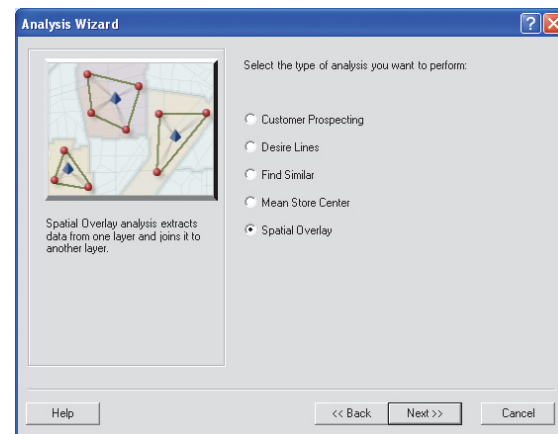 Analysis Wizard
Select the type of analysis you want to perform:
Customer Prospecting
Desire Lines
Find Similar
Mean Store Center
Spatial Overlay
Spatial Overlay analysis extracts
data from one layer and joins it to
another layer.
Help
<< Back
Next >>
Cancel